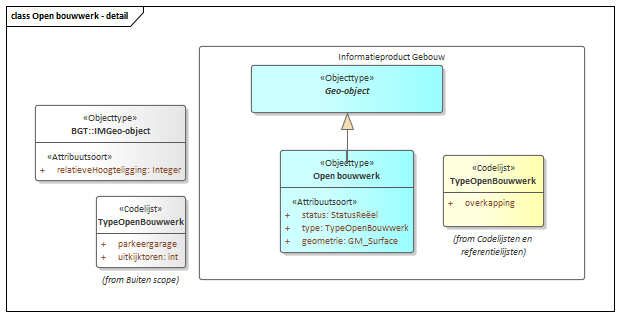 class Open bouwwerk - detail
Informatieproduct Gebouw
«Objecttype»
Geo-object
«Objecttype»
BGT::IMGeo-object
«Attribuutsoort»
+ relatieveHoogteligging: Integer
«Objecttype»
Open bouwwerk
«Attribuutsoort»
+ status: StatusReëel
+ type: TypeOpenBouwwerk
+ geometrie: GM_Surface
«Codelijst»
TypeOpenBouwwerk
+ overkapping
(from Codelijsten en
referentielijsten)
«Codelijst»
TypeOpenBouwwerk
+ parkeergarage
+ uitkijktoren: int
(from Buiten scope)